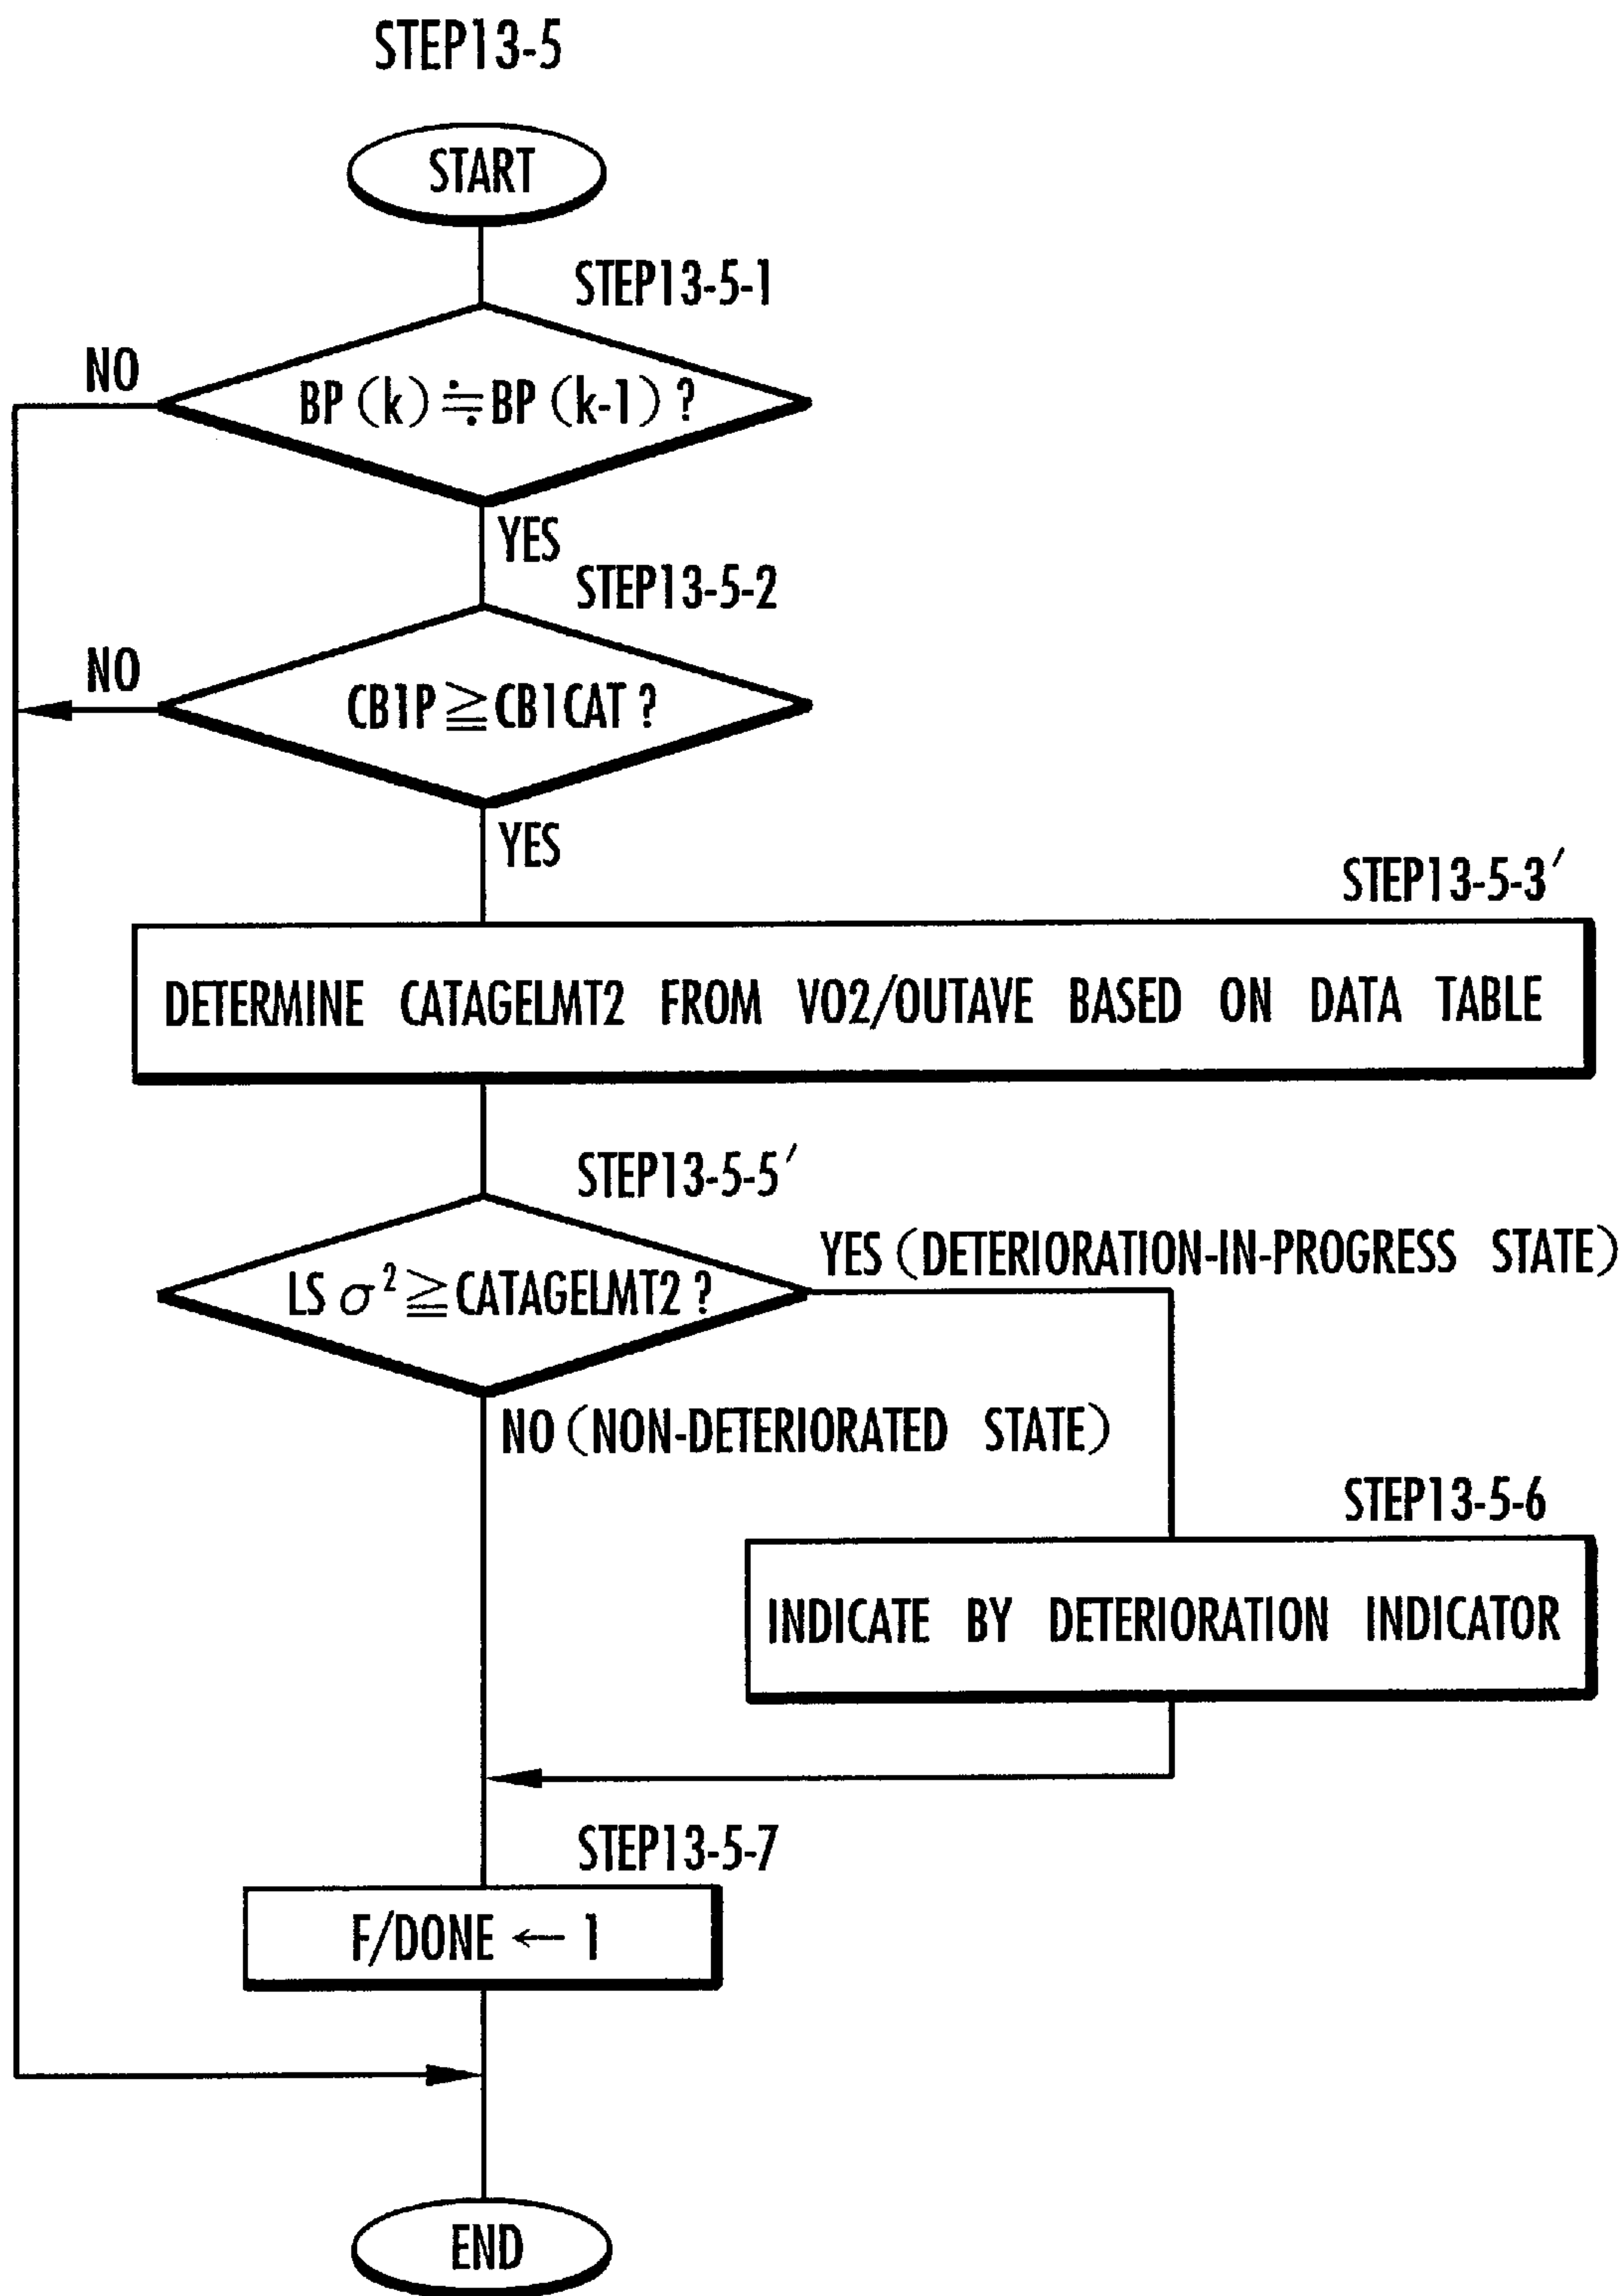 STEP13-5
START
STEP13-5-1
NO
BP (k) ≒ BP (k-1) ?
YES
STEP13-5-2
NO
CB1P ≧ CB1CAT ?
YES
STEP13-5-3′
DETERMINE CATAGELMT2 FROM VO2/OUTAVE BASED ON DATA TABLE
STEP13-5-5′
YES (DETERIORATION-IN-PROGRESS STATE)
LS σ² ≧ CATAGELMT2 ?
NO (NON-DETERIORATED STATE)
STEP13-5-6
INDICATE BY DETERIORATION INDICATOR
STEP13-5-7
F/DONE ← 1
END